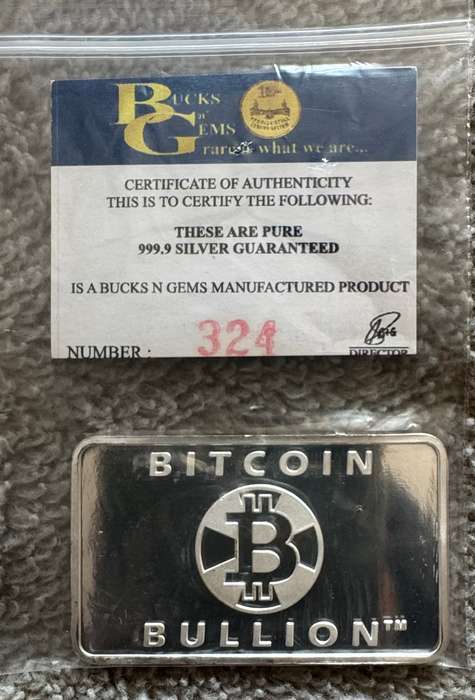 BUCKS
n'
GEMS
what we are...
CERTIFICATE OF AUTHENTICITY
THIS IS TO CERTIFY THE FOLLOWING:
THESE ARE PURE
999.9 SILVER GUARANTEED
IS A BUCKS N GEMS MANUFACTURED PRODUCT
NUMBER: 324
DIRECTOR
BITCOIN
B
BULLION™